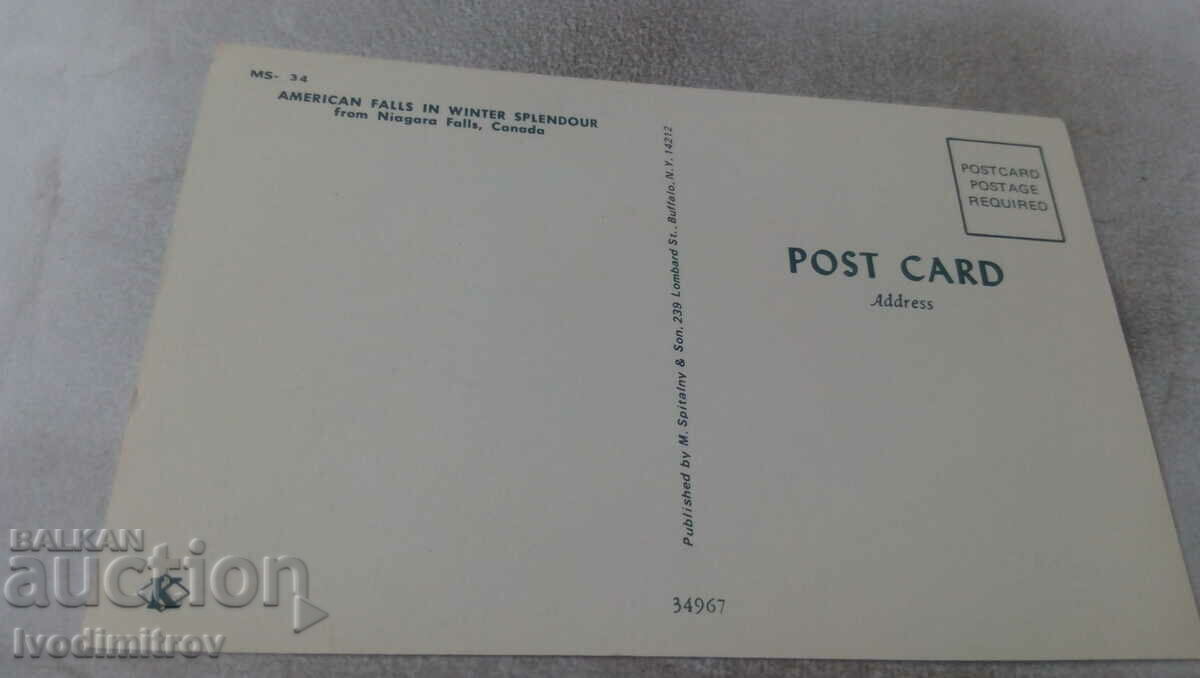 MS- 34
AMERICAN FALLS IN WINTER SPLENDOUR
from Niagara Falls, Canada
Published by M. Spitalny & Son, 239 Lombard St., Buffalo, N.Y. 14212
POSTCARD
POSTAGE
REQUIRED
POST CARD
Address
34967
K
BALKAN
auction
Ivodimitrov